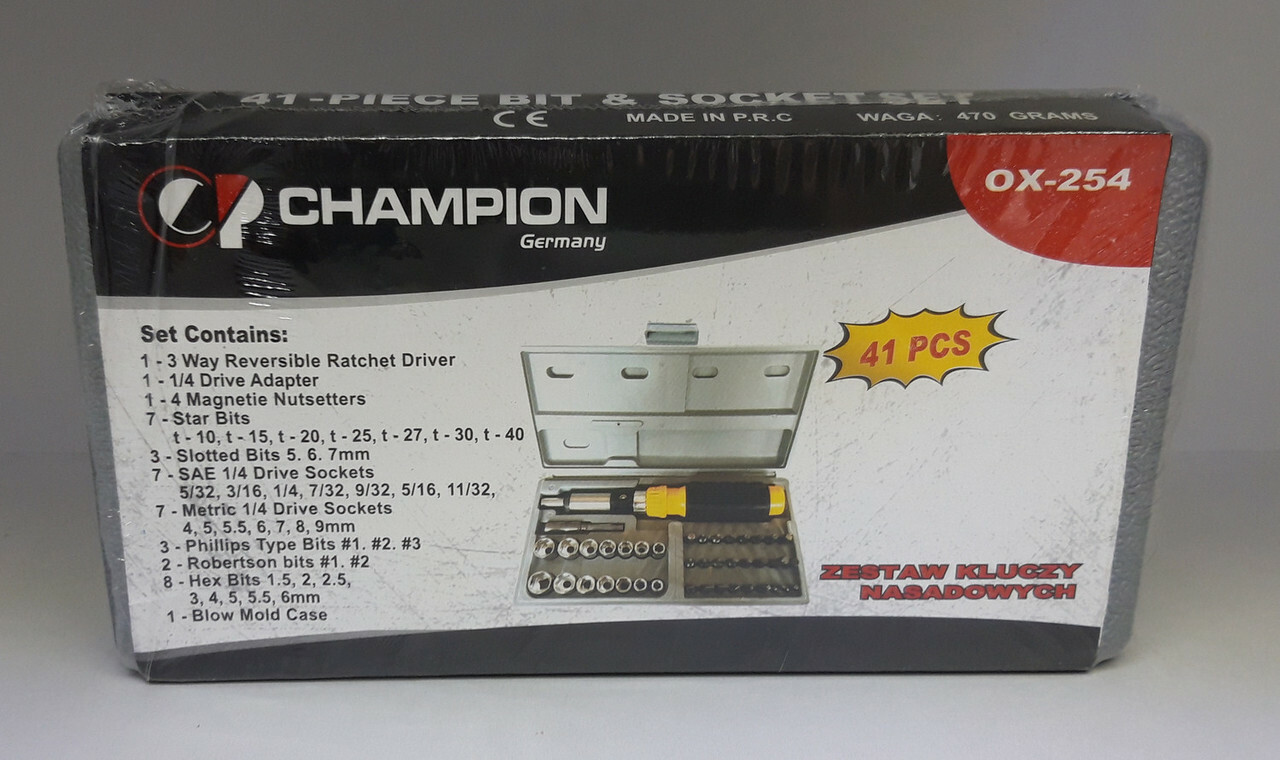 41-PIECE BIT & SOCKET SET
CE MADE IN P.R.C WAGA: 470 GRAMS
CP CHAMPION
Germany
OX-254
Set Contains:
1 - 3 Way Reversible Ratchet Driver
1 - 1/4 Drive Adapter
1 - 4 Magnetie Nutsetters
7 - Star Bits
t - 10, t - 15, t - 20, t - 25, t - 27, t - 30, t - 40
3 - Slotted Bits 5. 6. 7mm
7 - SAE 1/4 Drive Sockets
5/32, 3/16, 1/4, 7/32, 9/32, 5/16, 11/32,
7 - Metric 1/4 Drive Sockets
4, 5, 5.5, 6, 7, 8, 9mm
3 - Phillips Type Bits #1. #2. #3
2 - Robertson bits #1. #2
8 - Hex Bits 1.5, 2, 2.5,
3, 4, 5, 5.5, 6mm
1 - Blow Mold Case
41 PCS
ZESTAW KLUCZY
NASADOWYCH